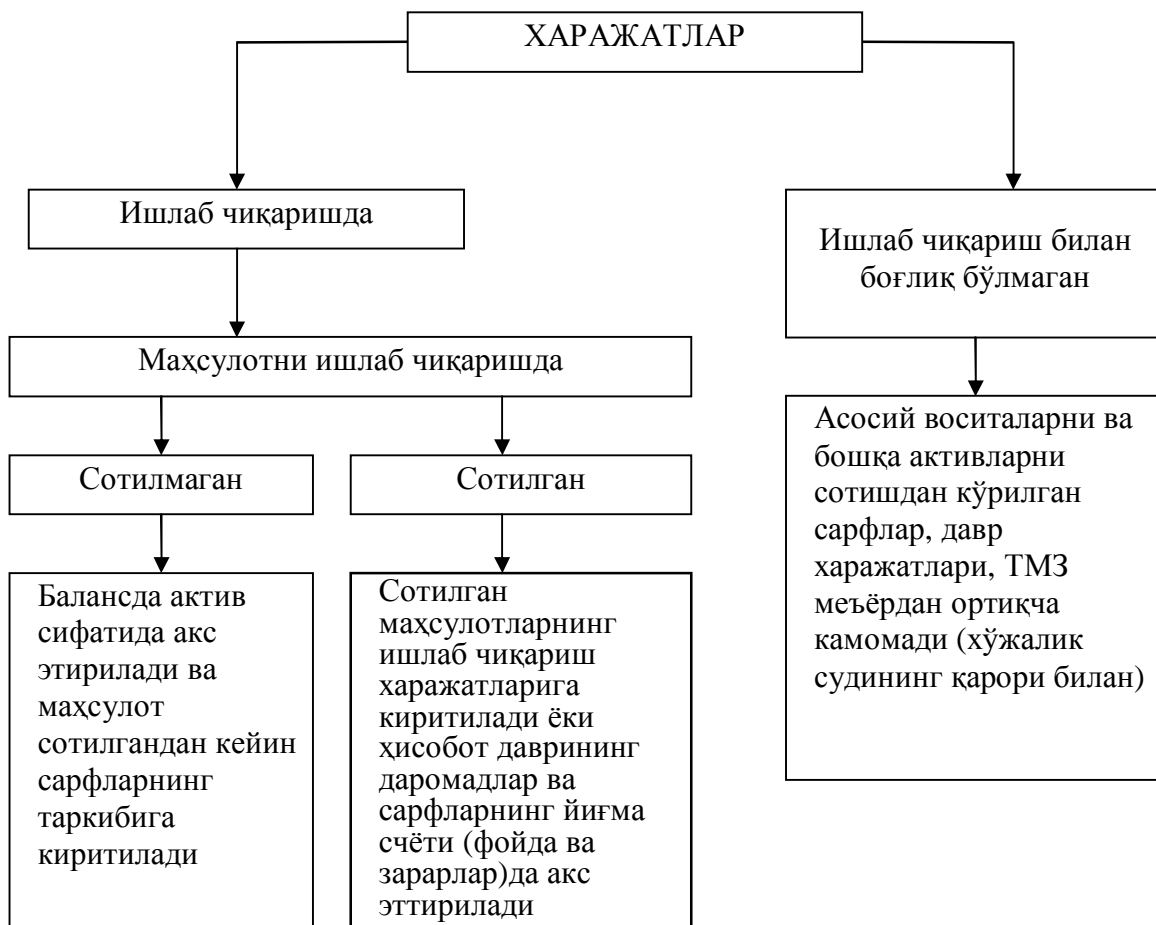 ХАРАЖАТЛАР
Ишлаб чиқаришда
Ишлаб чиқариш билан
боғлиқ бўлмаган
Маҳсулотни ишлаб чиқаришда
Сотилмаган
Сотилган
Балансда актив
сифатида акс
этирилади ва
маҳсулот
сотилгандан кейин
сарфларнинг
таркибига
киритилади
Сотилган
маҳсулотларнинг
ишлаб чиқариш
харажатларига
киритилади ёки
ҳисобот даврининг
даромадлар ва
сарфларнинг йиғма
счёти (фойда ва
зарарлар)да акс
эттирилади
Асосий воситаларни ва
бошқа активларни
сотишдан кўрилган
сарфлар, давр
харажатлари, ТМЗ
меъёрдан ортиқча
камомади (хўжалик
судининг қарори билан)